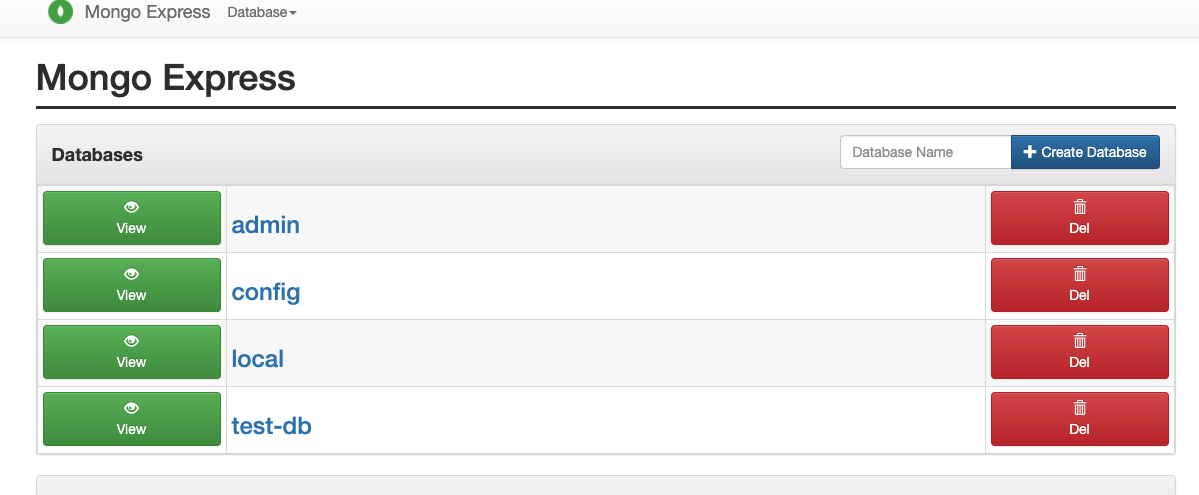 Mongo Express Database
Mongo Express
Databases Database Name Create Database
View admin Del
View config Del
View local Del
View test-db Del